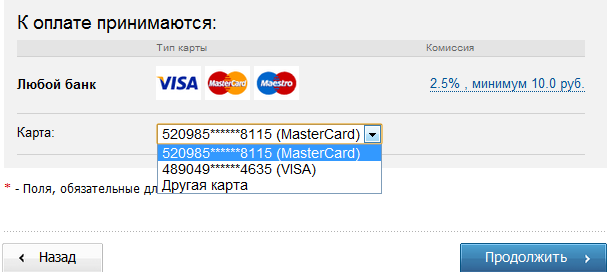 К оплате принимаются:
Тип карты Комиссия
Любой банк VISA MasterCard Maestro 2.5% , минимум 10.0 руб.
Карта: 520985******8115 (MasterCard)
520985******8115 (MasterCard)
489049******4635 (VISA)
Другая карта
* - Поля, обязательные дл
‹ Назад Продолжить ›